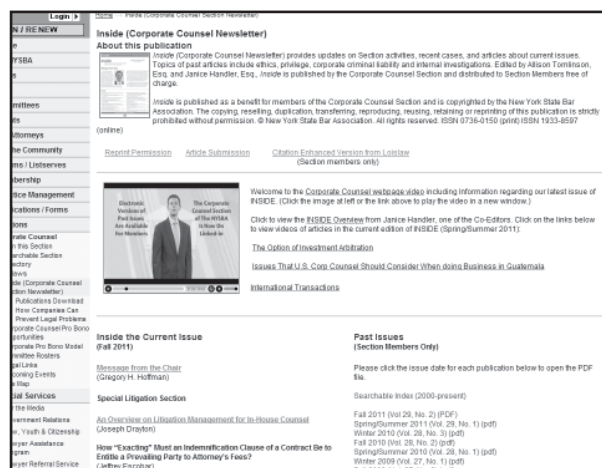 Login
N / RENEW
e
YSBA
s
mmittees
ts
Attorneys
he Community
ms / Listserves
bership
tice Management
ications / Forms
ions
rate Counsel
n this Section
archable Section
ectory
laws
de (Corporate Counsel
ction Newsletter)
Publications Download
How Companies Can
Prevent Legal Problems
rporate Counsel Pro Bono
portunities
rporate Pro Bono Model
mmittee Rosters
gal Links
coming Events
e Map
cial Services
r the Media
vernment Relations
w, Youth & Citizenship
wyer Assistance
gram
wyer Referral Service
Home → Inside (Corporate Counsel Section Newsletter)
Inside (Corporate Counsel Newsletter)
About this publication
Inside (Corporate Counsel Newsletter) provides updates on Section activities, recent cases, and articles about current issues.
Topics of past articles include ethics, privilege, corporate criminal liability and internal investigations. Edited by Allison Tomlinson,
Esq. and Janice Handler, Esq., Inside is published by the Corporate Counsel Section and distributed to Section Members free of
charge.
Inside is published as a benefit for members of the Corporate Counsel Section and is copyrighted by the New York State Bar
Association. The copying, reselling, duplication, transferring, reproducing, reusing, retaining or reprinting of this publication is strictly
prohibited without permission. © New York State Bar Association. All rights reserved. ISSN 0736-0150 (print) ISSN 1933-8597
(online)
Reprint Permission Article Submission Citation Enhanced Version from Loislaw
(Section members only)
Electronic
Versions of
Past Issues
Are Available
For Members
The Corporate
Counsel Section
of The NYSBA
Is Now On
Linked-in
Welcome to the Corporate Counsel webpage video including Information regarding our latest issue of
INSIDE. (Click the image at left or the link above to play the video in a new window.)
Click to view the INSIDE Overview from Janice Handler, one of the Co-Editors. Click on the links below
to view videos of articles in the current edition of INSIDE (Spring/Summer 2011):
The Option of Investment Arbitration
Issues That U.S. Corp Counsel Should Consider When doing Business in Guatemala
International Transactions
Inside the Current Issue
(Fall 2011)
Message from the Chair
(Gregory H. Hoffman)
Special Litigation Section
An Overview on Litigation Management for In-House Counsel
(Joseph Drayton)
How "Exacting" Must an Indemnification Clause of a Contract Be to
Entitle a Prevailing Party to Attorney's Fees?
(Jeffrey Escobar)
Past Issues
(Section Members Only)
Please click the issue date for each publication below to open the PDF
file.
Searchable Index (2000-present)
Fall 2011 (Vol 29, No. 2) (PDF)
Spring/Summer 2011 (Vol 29, No. 1) (pdf)
Winter 2010 (Vol 28, No. 3) (pdf)
Fall 2010 (Vol 28, No. 2) (pdf)
Spring/Summer 2010 (Vol 28, No. 1) (pdf)
Winter 2009 (Vol. 27, No. 1) (pdf)